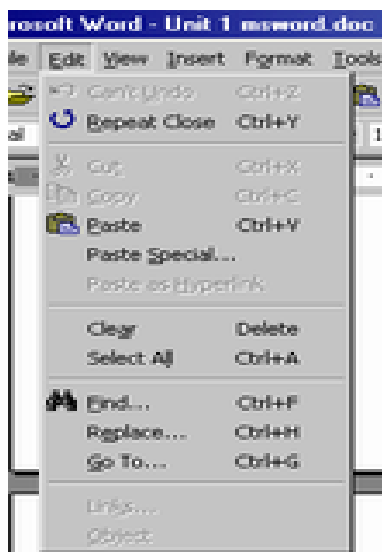 rosoft Word - Unit 1 msword.doc
le Edit View Insert Format Tools
Can't Undo Ctrl+Z
Repeat Close Ctrl+Y
al 1
Cut Ctrl+X
Copy Ctrl+C
Paste Ctrl+V
Paste Special...
Paste as Hyperlink
Clear Delete
Select All Ctrl+A
Find... Ctrl+F
Replace... Ctrl+H
Go To... Ctrl+G
Links...
Object